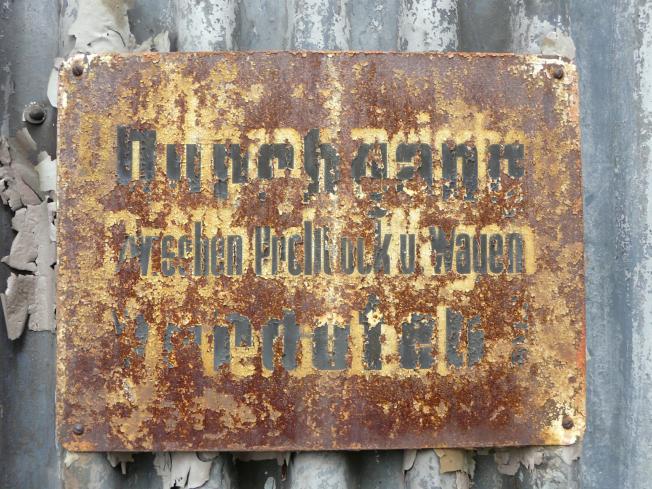 Durchgang
zwischen Prellbock u. Wagen
verboten!